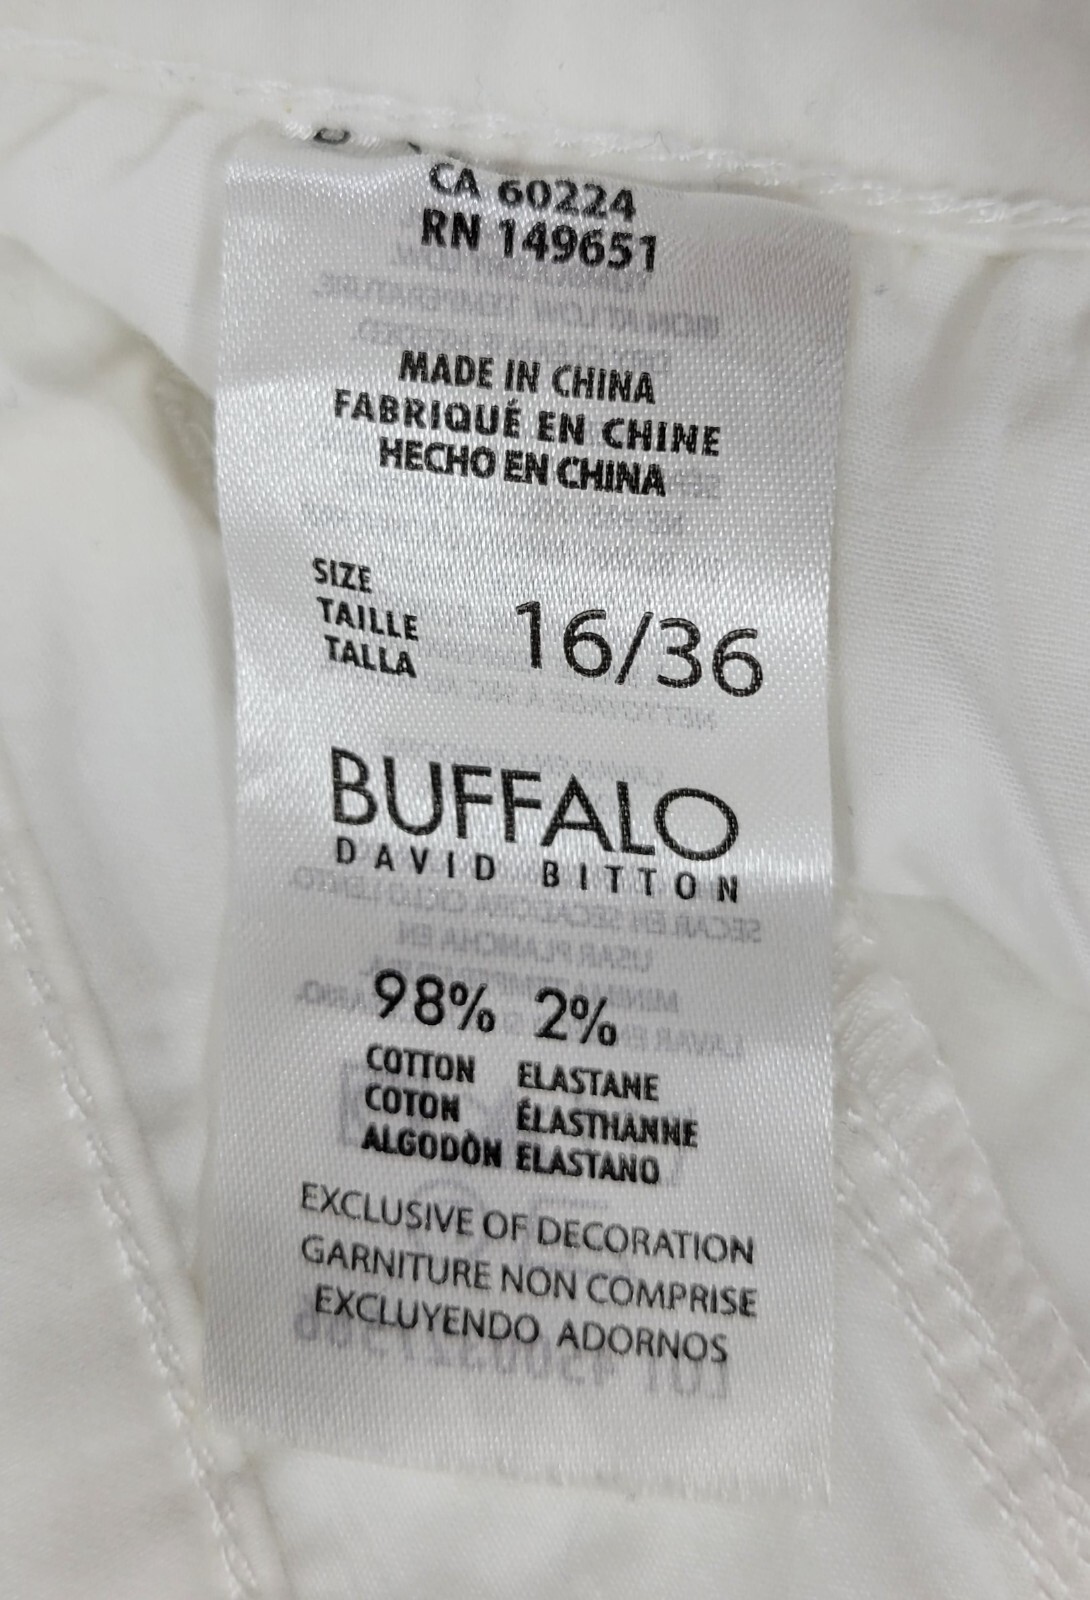 CA 60224
RN 149651
MADE IN CHINA
FABRIQUÉ EN CHINE
HECHO EN CHINA
SIZE
TAILLE
TALLA
16/36
BUFFALO
DAVID BITTON
98% 2%
COTTON ELASTANE
COTON ÉLASTHANNE
ALGODÒN ELASTANO
EXCLUSIVE OF DECORATION
GARNITURE NON COMPRISE
EXCLUYENDO ADORNOS